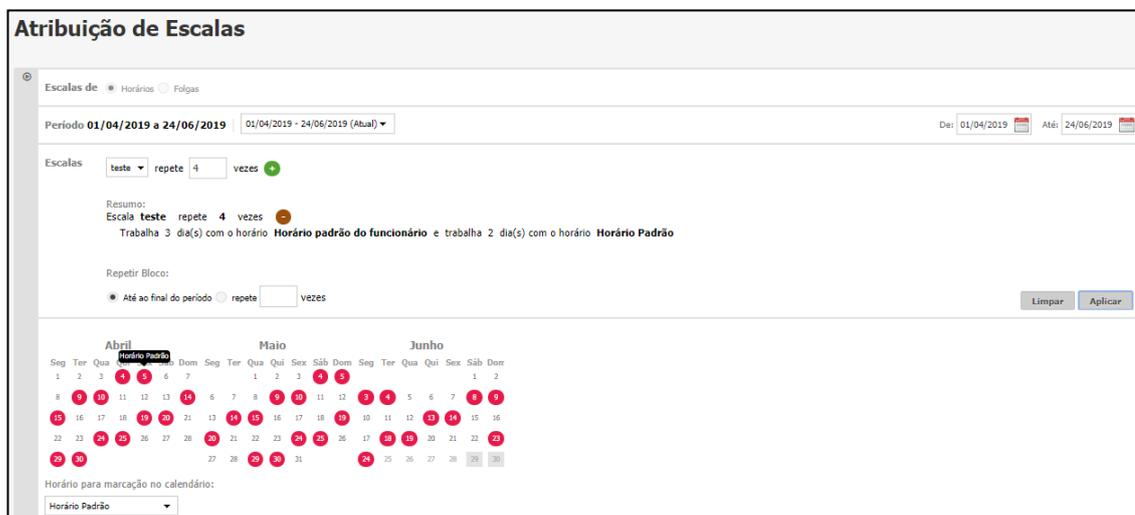 Atribuição de Escalas
Escalas de Horários Folgas
Período 01/04/2019 a 24/06/2019 01/04/2019 - 24/06/2019 (Atual) De: 01/04/2019 Até: 24/06/2019
Escalas teste repete 4 vezes +
Resumo:
Escala teste repete 4 vezes -
Trabalha 3 dia(s) com o horário Horário padrão do funcionário e trabalha 2 dia(s) com o horário Horário Padrão
Repetir Bloco:
Até ao final do período repete vezes
Limpar Aplicar
Abril Maio Junho
Horário Padrão
Seg Ter Qua Dom Seg Ter Qua Qui Sex Sáb Dom Seg Ter Qua Qui Sex Sáb Dom
1 2 3 4 5 6 7 1 2 3 4 5 1 2
8 9 10 11 12 13 14 6 7 8 9 10 11 12 3 4 5 6 7 8 9
15 16 17 18 19 20 21 13 14 15 16 17 18 19 10 11 12 13 14 15 16
22 23 24 25 26 27 28 20 21 22 23 24 25 26 17 18 19 20 21 22 23
29 30 27 28 29 30 31 24 25 26 27 28 29 30
Horário para marcação no calendário:
Horário Padrão